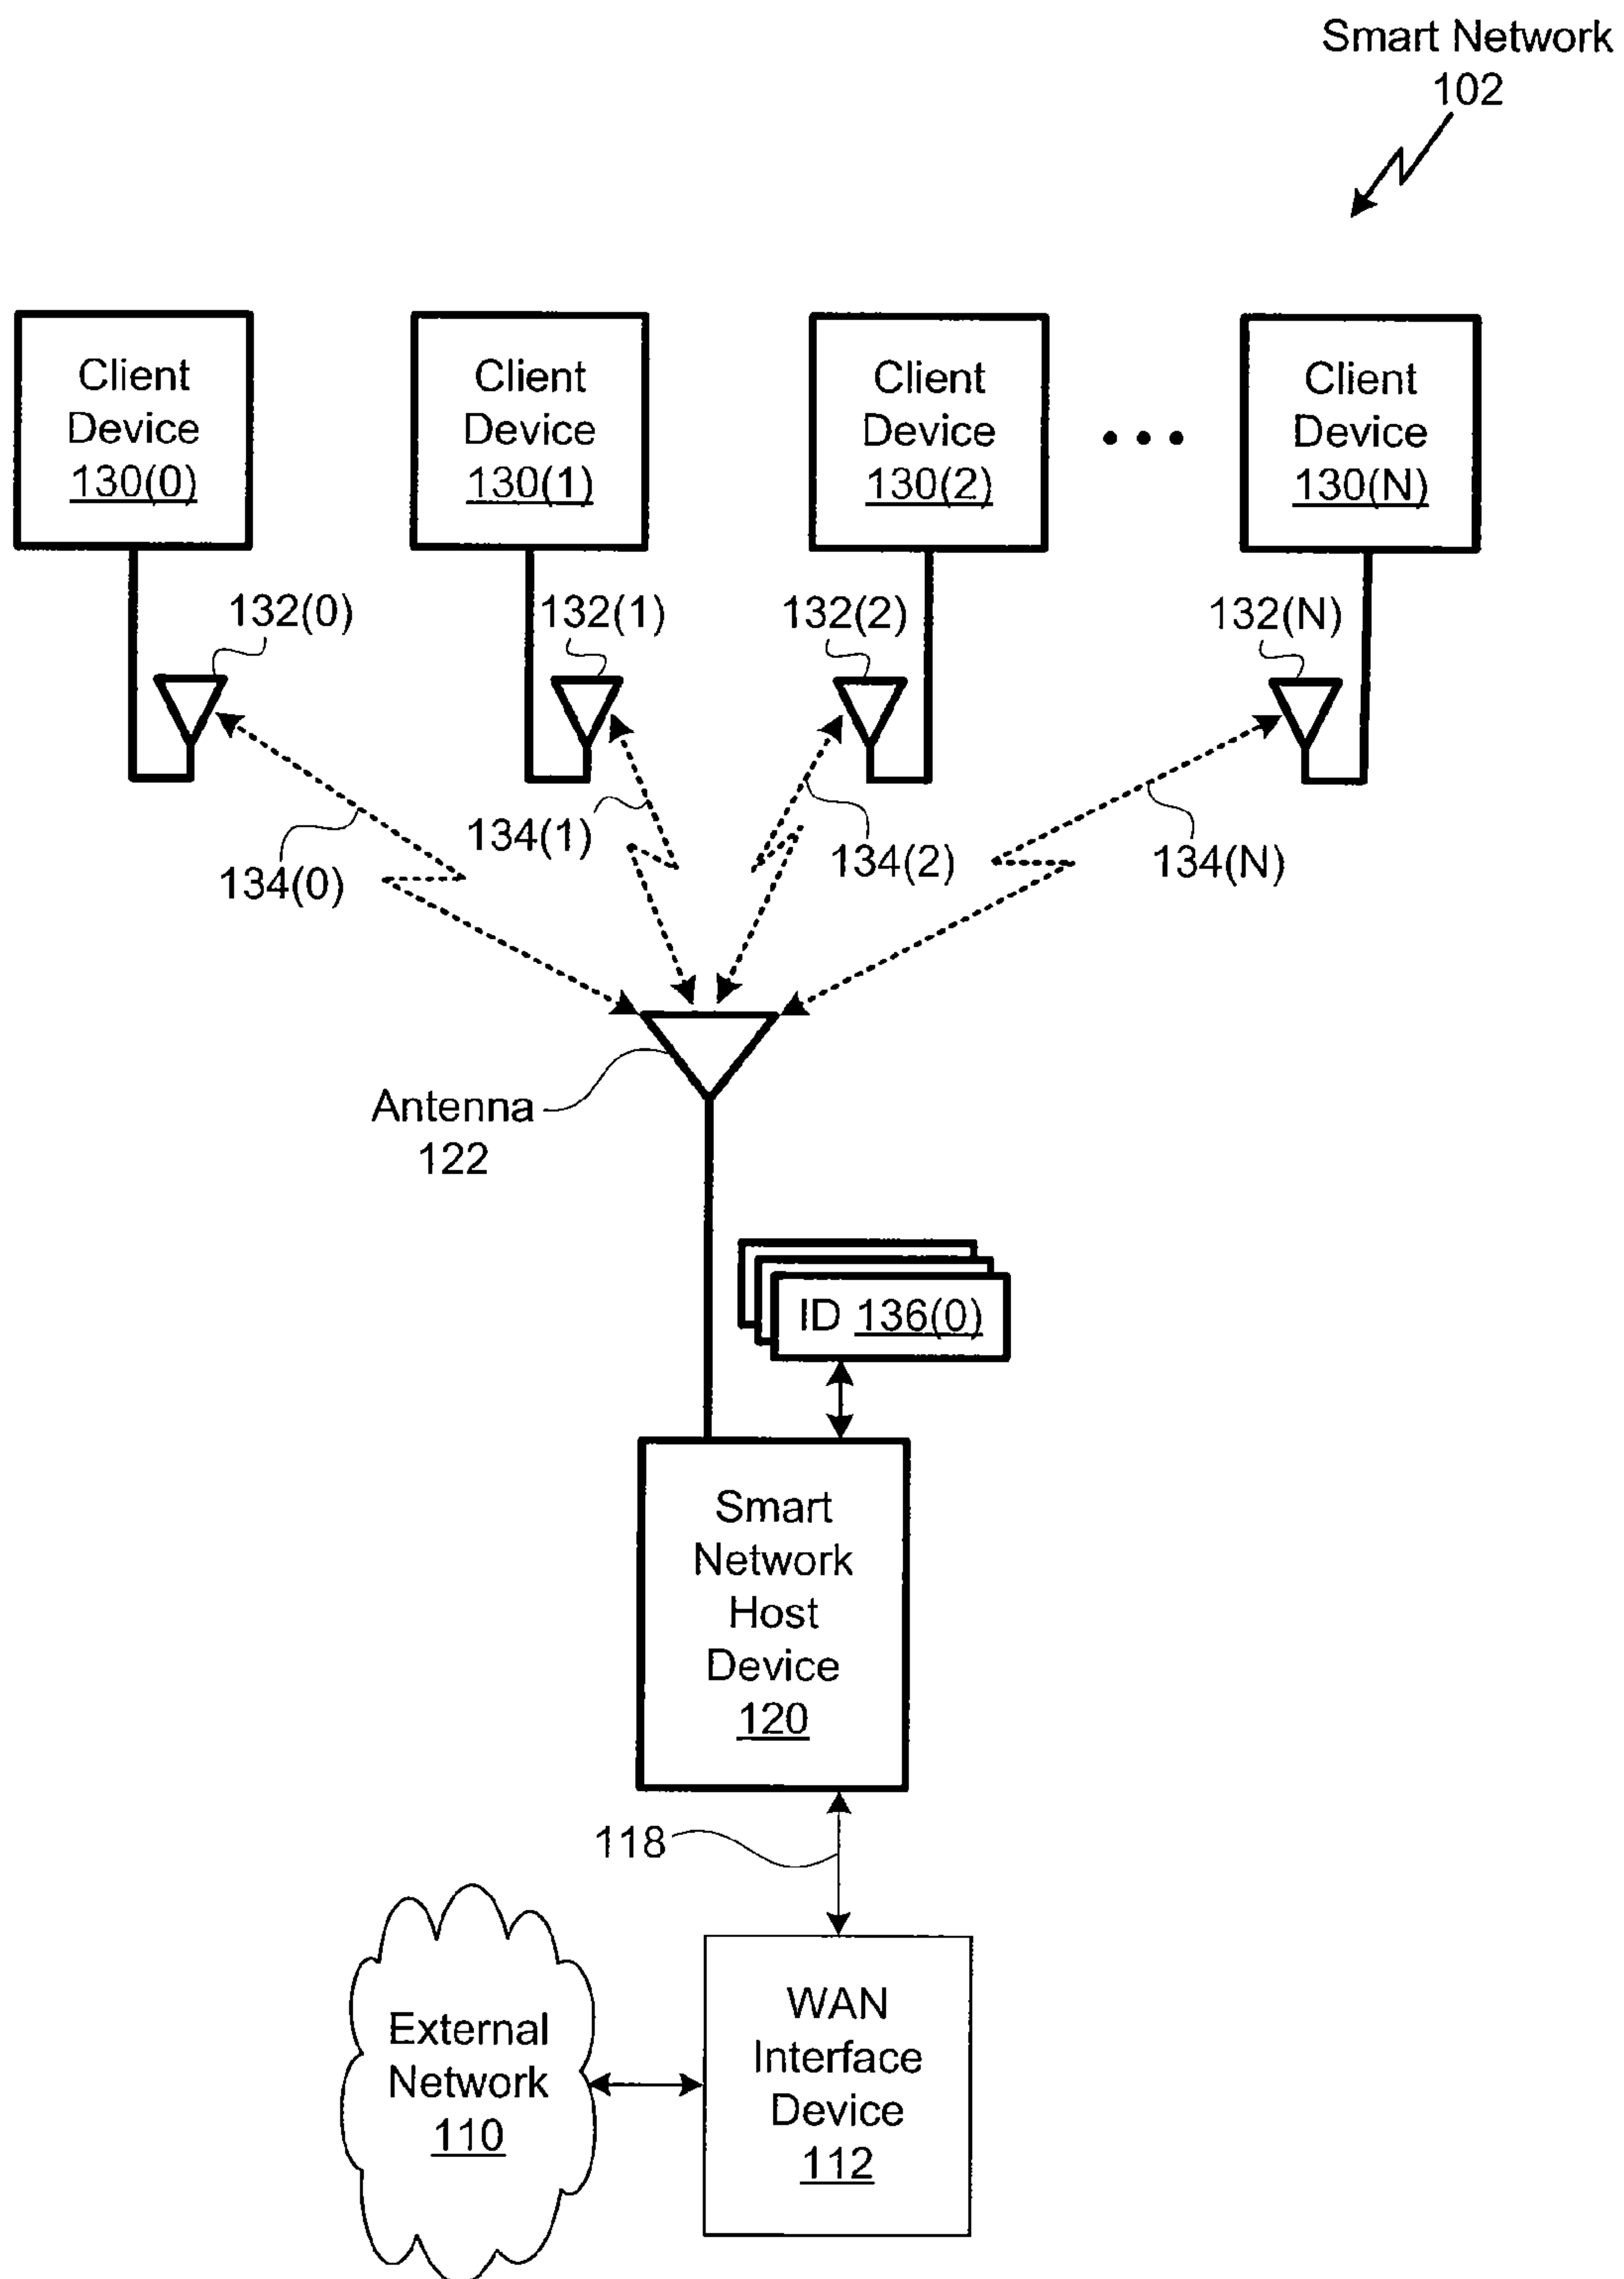 Smart Network
102
Client
Device
130(0)
Client
Device
130(1)
Client
Device
130(2)
Client
Device
130(N)
132(0)
132(1)
132(2)
132(N)
134(0)
134(1)
134(2)
134(N)
Antenna
122
ID 136(0)
Smart
Network
Host
Device
120
118
External
Network
110
WAN
Interface
Device
112